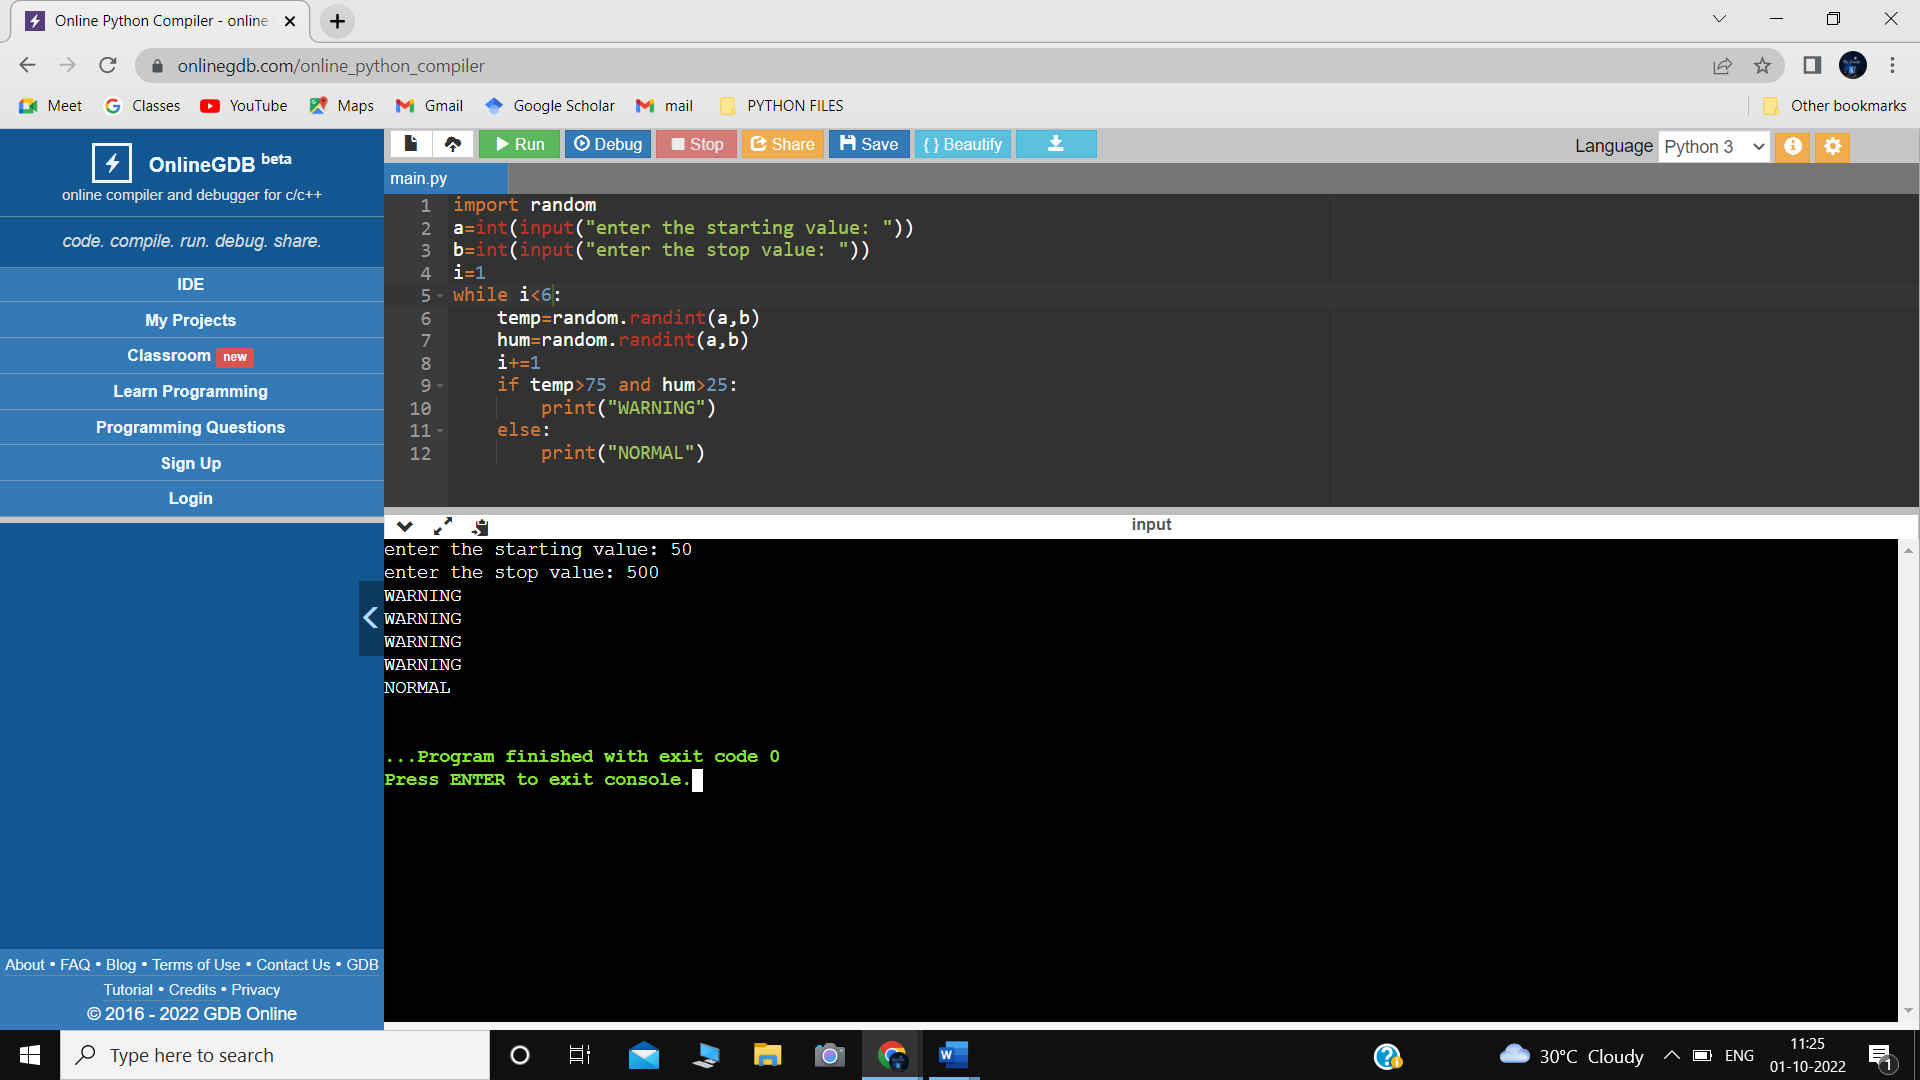 Online Python Compiler - online
onlinegdb.com/online_python_compiler
Meet Classes YouTube Maps Gmail Google Scholar mail PYTHON FILES Other bookmarks
OnlineGDB beta
online compiler and debugger for c/c++
code. compile. run. debug. share.
IDE
My Projects
Classroom new
Learn Programming
Programming Questions
Sign Up
Login
About • FAQ • Blog • Terms of Use • Contact Us • GDB
Tutorial • Credits • Privacy
© 2016 - 2022 GDB Online
Run Debug Stop Share Save { } Beautify Language Python 3
main.py
1 import random
2 a=int(input("enter the starting value: "))
3 b=int(input("enter the stop value: "))
4 i=1
5 while i<6:
6 temp=random.randint(a,b)
7 hum=random.randint(a,b)
8 i+=1
9 if temp>75 and hum>25:
10 print("WARNING")
11 else:
12 print("NORMAL")
input
enter the starting value: 50
enter the stop value: 500
WARNING
WARNING
WARNING
WARNING
NORMAL
...Program finished with exit code 0
Press ENTER to exit console.
Type here to search
30°C Cloudy ENG
11:25
01-10-2022
1